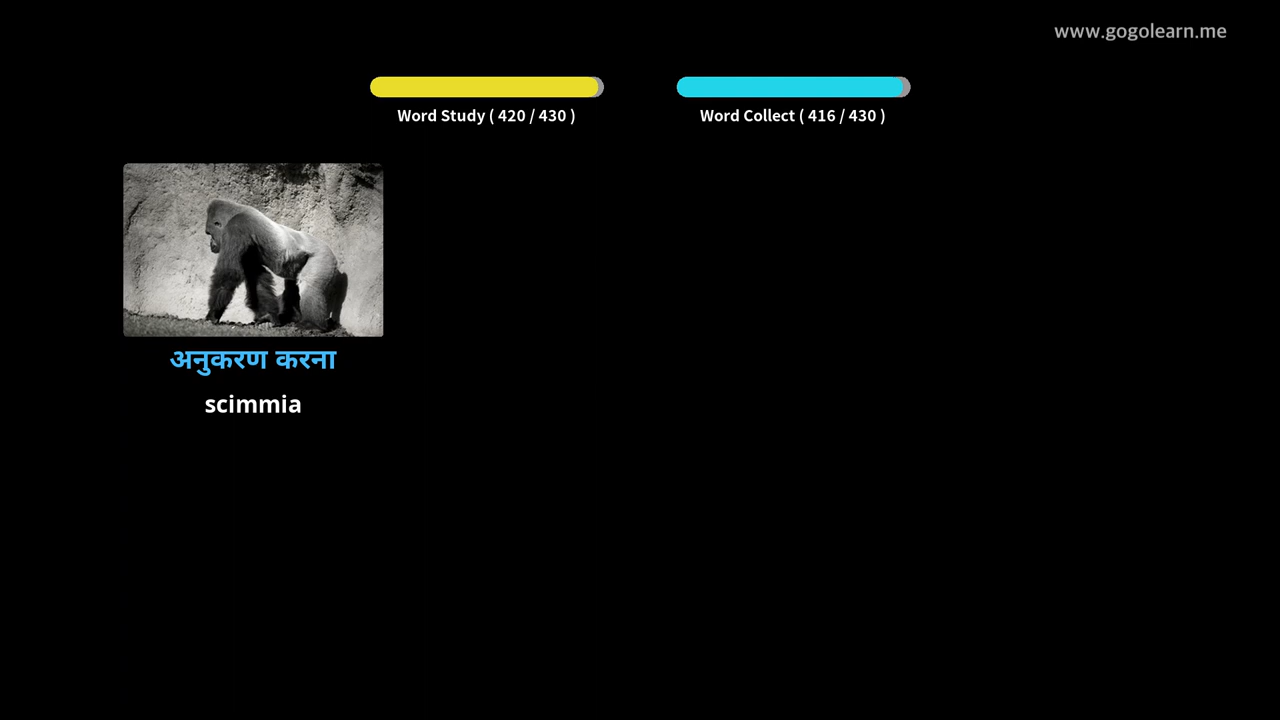 www.gogolearn.me
Word Study ( 420 / 430 )
Word Collect ( 416 / 430 )
अनुकरण करना
scimmia